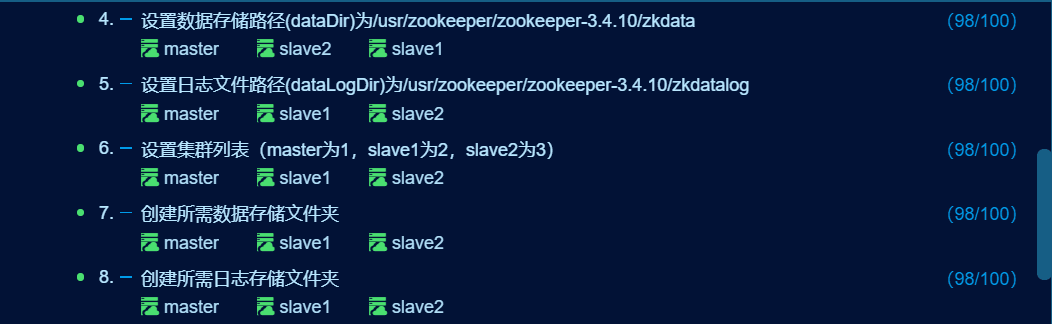 4. 设置数据存储路径(dataDir)为/usr/zookeeper/zookeeper-3.4.10/zkdata (98/100)
master slave2 slave1
5. 设置日志文件路径(dataLogDir)为/usr/zookeeper/zookeeper-3.4.10/zkdatalog (98/100)
master slave1 slave2
6. 设置集群列表（master为1，slave1为2，slave2为3） (98/100)
master slave1 slave2
7. 创建所需数据存储文件夹 (98/100)
master slave1 slave2
8. 创建所需日志存储文件夹 (98/100)
master slave1 slave2